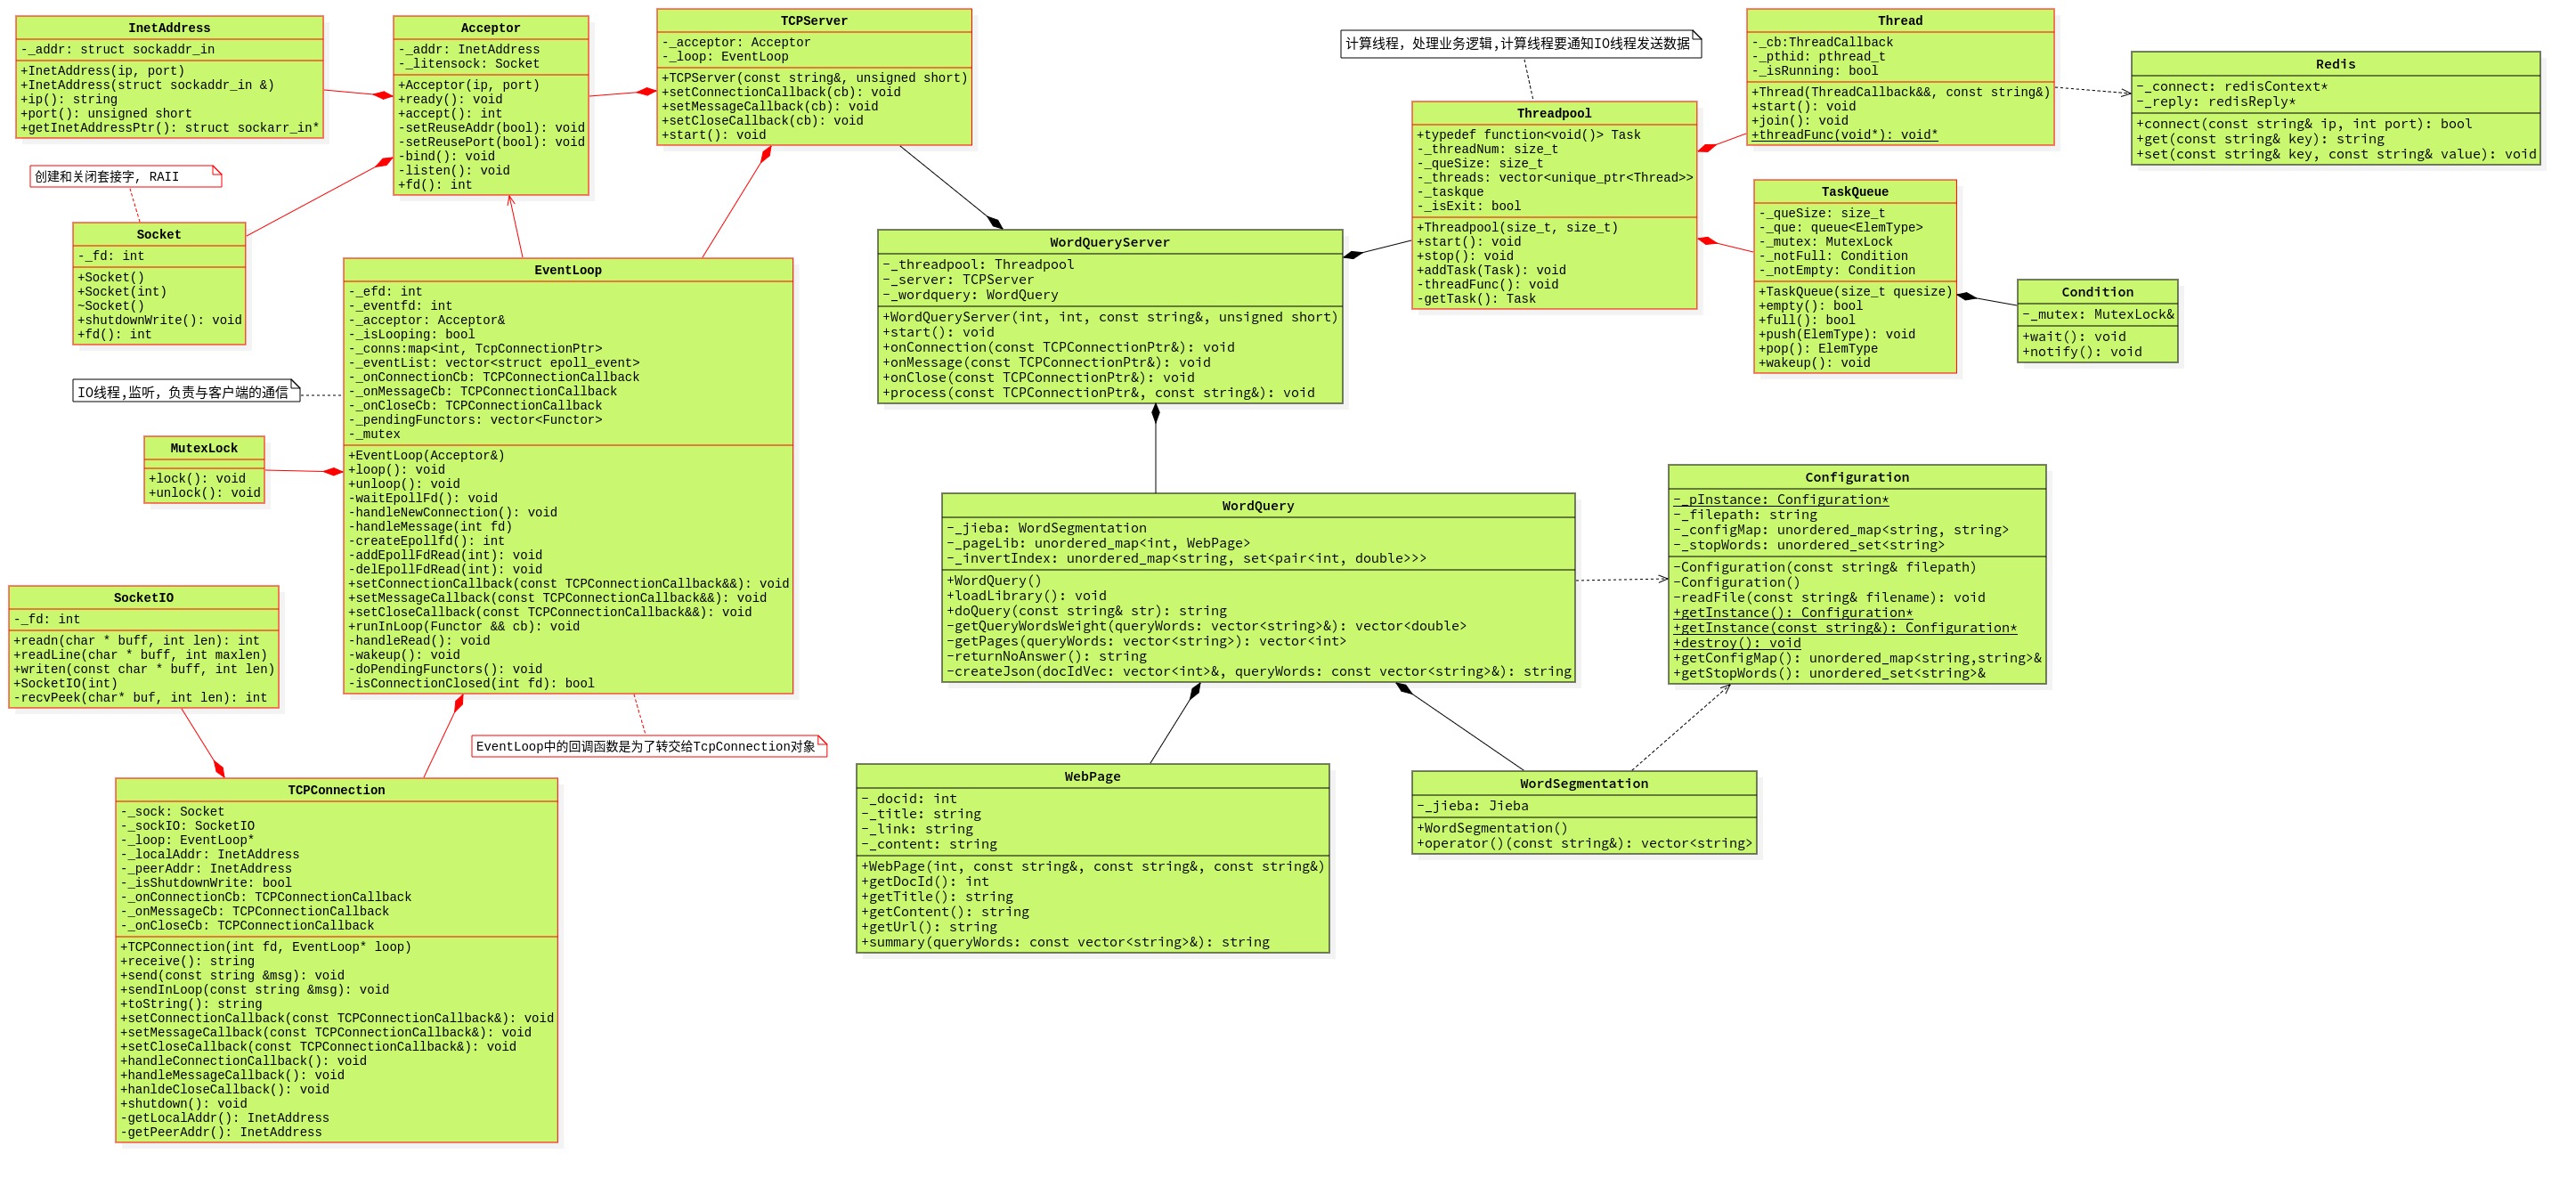 InetAddress
-_addr: struct sockaddr_in
+InetAddress(ip, port)
+InetAddress(struct sockaddr_in &)
+ip(): string
+port(): unsigned short
+getInetAddressPtr(): struct sockarr_in*
Acceptor
-_addr: InetAddress
-_litensock: Socket
+Acceptor(ip, port)
+ready(): void
+accept(): int
-setReuseAddr(bool): void
-setReusePort(bool): void
-bind(): void
-listen(): void
+fd(): int
TCPServer
-_acceptor: Acceptor
-_loop: EventLoop
+TCPServer(const string&, unsigned short)
+setConnectionCallback(cb): void
+setMessageCallback(cb): void
+setCloseCallback(cb): void
+start(): void
计算线程，处理业务逻辑,计算线程要通知IO线程发送数据
Thread
-_cb:ThreadCallback
-_pthid: pthread_t
-_isRunning: bool
+Thread(ThreadCallback&&, const string&)
+start(): void
+join(): void
+threadFunc(void*): void*
Redis
-_connect: redisContext*
-_reply: redisReply*
+connect(const string& ip, int port): bool
+get(const string& key): string
+set(const string& key, const string& value): void
Threadpool
+typedef function<void()> Task
-_threadNum: size_t
-_queSize: size_t
-_threads: vector<unique_ptr<Thread>>
-_taskque
-_isExit: bool
+Threadpool(size_t, size_t)
+start(): void
+stop(): void
+addTask(Task): void
-threadFunc(): void
-getTask(): Task
创建和关闭套接字, RAII
Socket
-_fd: int
+Socket()
+Socket(int)
~Socket()
+shutdownWrite(): void
+fd(): int
TaskQueue
-_queSize: size_t
-_que: queue<ElemType>
-_mutex: MutexLock
-_notFull: Condition
-_notEmpty: Condition
+TaskQueue(size_t quesize)
+empty(): bool
+full(): bool
+push(ElemType): void
+pop(): ElemType
+wakeup(): void
Condition
-_mutex: MutexLock&
+wait(): void
+notify(): void
WordQueryServer
-_threadpool: Threadpool
-_server: TCPServer
-_wordquery: WordQuery
+WordQueryServer(int, int, const string&, unsigned short)
+start(): void
+onConnection(const TCPConnectionPtr&): void
+onMessage(const TCPConnectionPtr&): void
+onClose(const TCPConnectionPtr&): void
+process(const TCPConnectionPtr&, const string&): void
EventLoop
-_efd: int
-_eventfd: int
-_acceptor: Acceptor&
-_isLooping: bool
-_conns:map<int, TcpConnectionPtr>
-_eventList: vector<struct epoll_event>
-_onConnectionCb: TCPConnectionCallback
-_onMessageCb: TCPConnectionCallback
-_onCloseCb: TCPConnectionCallback
-_pendingFunctors: vector<Functor>
-_mutex
+EventLoop(Acceptor&)
+loop(): void
+unloop(): void
-waitEpollFd(): void
-handleNewConnection(): void
-handleMessage(int fd)
-createEpollfd(): int
-addEpollFdRead(int): void
-delEpollFdRead(int): void
+setConnectionCallback(const TCPConnectionCallback&&): void
+setMessageCallback(const TCPConnectionCallback&&): void
+setCloseCallback(const TCPConnectionCallback&&): void
+runInLoop(Functor && cb): void
-handleRead(): void
-wakeup(): void
-doPendingFunctors(): void
-isConnectionClosed(int fd): bool
IO线程,监听，负责与客户端的通信
MutexLock
+lock(): void
+unlock(): void
Configuration
-_pInstance: Configuration*
-_filepath: string
-_configMap: unordered_map<string, string>
-_stopWords: unordered_set<string>
-Configuration(const string& filepath)
-Configuration()
-readFile(const string& filename): void
+getInstance(): Configuration*
+getInstance(const string&): Configuration*
+destroy(): void
+getConfigMap(): unordered_map<string,string>&
+getStopWords(): unordered_set<string>&
WordQuery
-_jieba: WordSegmentation
-_pageLib: unordered_map<int, WebPage>
-_invertIndex: unordered_map<string, set<pair<int, double>>>
+WordQuery()
+loadLibrary(): void
+doQuery(const string& str): string
-getQueryWordsWeight(queryWords: vector<string>&): vector<double>
-getPages(queryWords: vector<string>): vector<int>
-returnNoAnswer(): string
-createJson(docIdVec: vector<int>&, queryWords: const vector<string>&): string
SocketIO
-_fd: int
+readn(char * buff, int len): int
+readLine(char * buff, int maxlen)
+writen(const char * buff, int len)
+SocketIO(int)
-recvPeek(char* buf, int len): int
EventLoop中的回调函数是为了转交给TcpConnection对象
TCPConnection
-_sock: Socket
-_sockIO: SocketIO
-_loop: EventLoop*
-_localAddr: InetAddress
-_peerAddr: InetAddress
-_isShutdownWrite: bool
-_onConnectionCb: TCPConnectionCallback
-_onMessageCb: TCPConnectionCallback
-_onCloseCb: TCPConnectionCallback
+TCPConnection(int fd, EventLoop* loop)
+receive(): string
+send(const string &msg): void
+sendInLoop(const string &msg): void
+toString(): string
+setConnectionCallback(const TCPConnectionCallback&): void
+setMessageCallback(const TCPConnectionCallback&): void
+setCloseCallback(const TCPConnectionCallback&): void
+handleConnectionCallback(): void
+handleMessageCallback(): void
+hanldeCloseCallback(): void
+shutdown(): void
-getLocalAddr(): InetAddress
-getPeerAddr(): InetAddress
WebPage
-_docid: int
-_title: string
-_link: string
-_content: string
+WebPage(int, const string&, const string&, const string&)
+getDocId(): int
+getTitle(): string
+getContent(): string
+getUrl(): string
+summary(queryWords: const vector<string>&): string
WordSegmentation
-_jieba: Jieba
+WordSegmentation()
+operator()(const string&): vector<string>